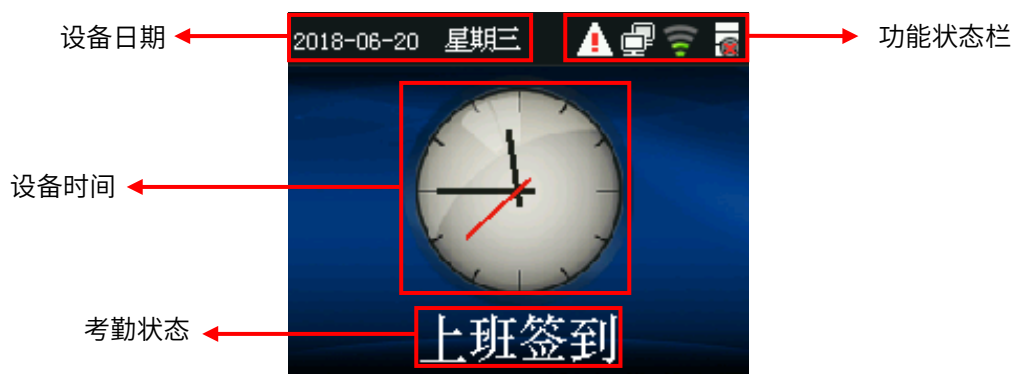 设备日期
2018-06-20 星期三
功能状态栏
设备时间
考勤状态
上班签到